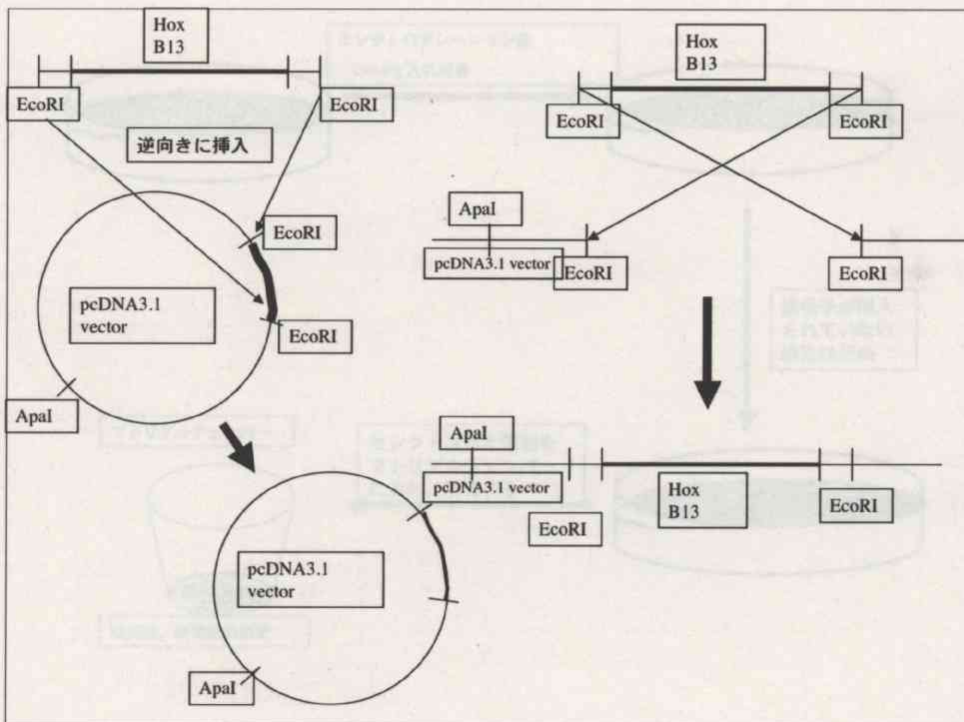 Hox
B13
EcoRI
EcoRI
逆向きに挿入
EcoRI
pcDNA3.1
vector
EcoRI
ApaI
pcDNA3.1
vector
ApaI
Hox
B13
EcoRI
EcoRI
ApaI
pcDNA3.1 vector
EcoRI
EcoRI
ApaI
pcDNA3.1 vector
EcoRI
Hox
B13
EcoRI